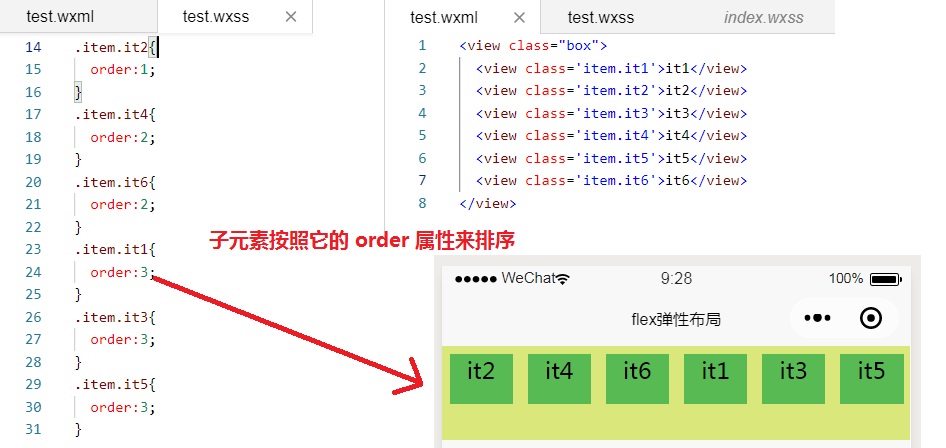 test.wxml test.wxss ×
14 .item.it2{
15 order:1;
16 }
17 .item.it4{
18 order:2;
19 }
20 .item.it6{
21 order:2;
22 }
23 .item.it1{
24 order:3;
25 }
26 .item.it3{
27 order:3;
28 }
29 .item.it5{
30 order:3;
31 }
test.wxml × test.wxss index.wxss
1 <view class="box">
2 <view class='item.it1'>it1</view>
3 <view class='item.it2'>it2</view>
4 <view class='item.it3'>it3</view>
5 <view class='item.it4'>it4</view>
6 <view class='item.it5'>it5</view>
7 <view class='item.it6'>it6</view>
8 </view>
子元素按照它的 order 属性来排序
WeChat 9:28 100%
flex弹性布局
it2 it4 it6 it1 it3 it5